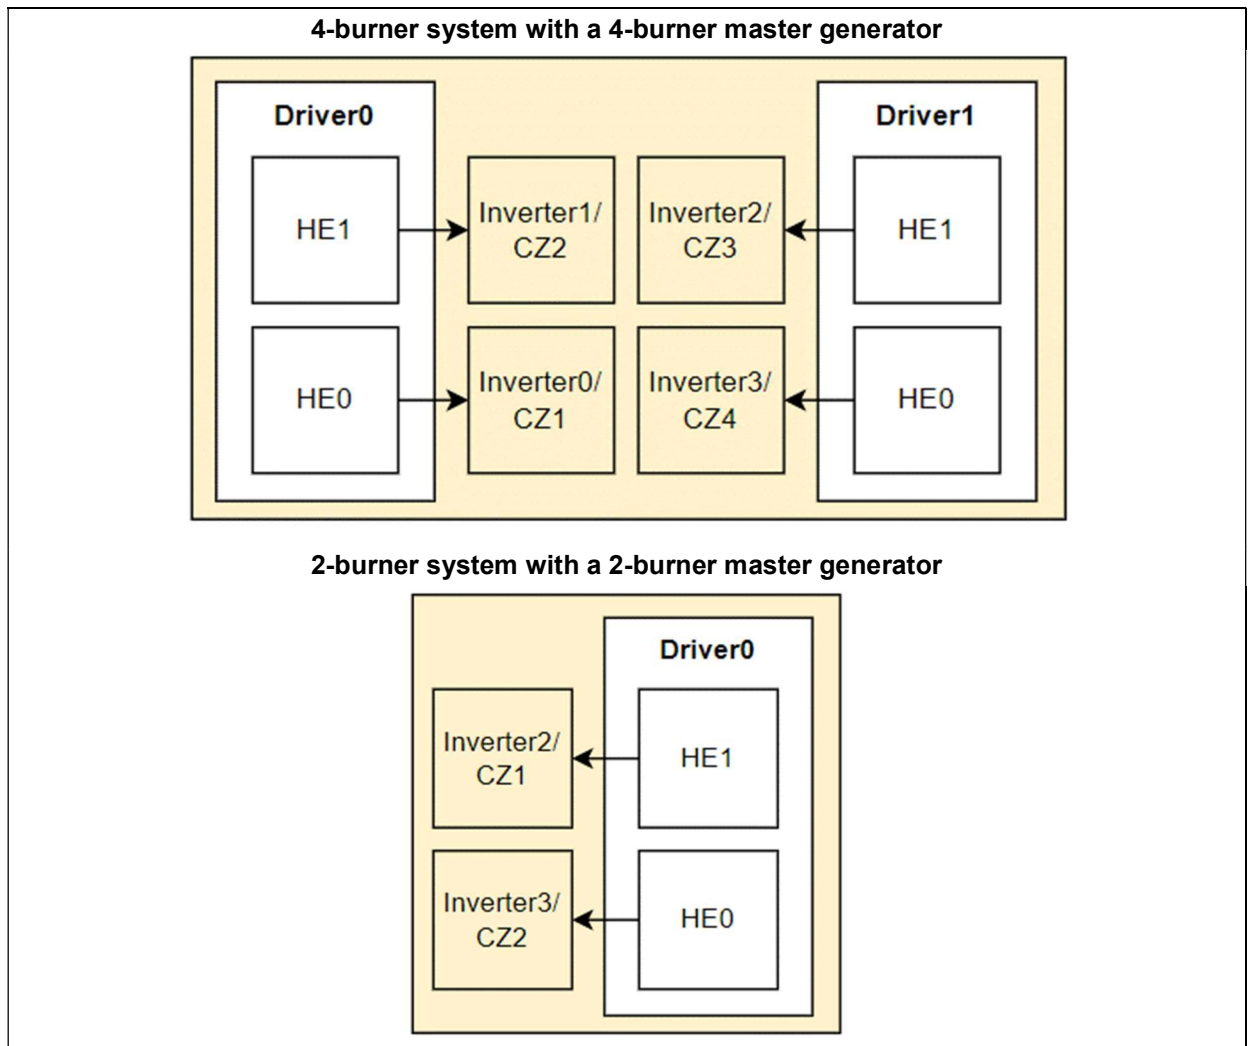 4-burner system with a 4-burner master generator
Driver0
Driver1
HE1
Inverter1/
CZ2
Inverter2/
CZ3
HE1
HE0
Inverter0/
CZ1
Inverter3/
CZ4
HE0
2-burner system with a 2-burner master generator
Driver0
Inverter2/
CZ1
HE1
Inverter3/
CZ2
HE0